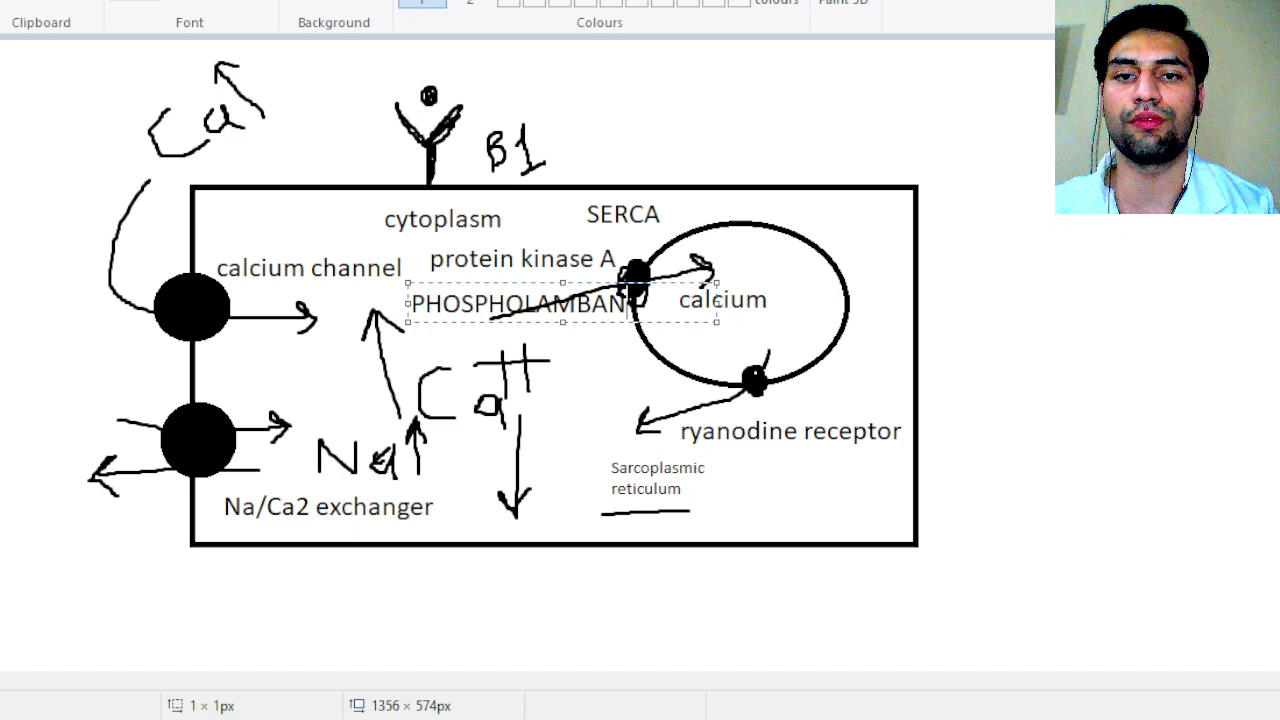 Clipboard
Font
Background
Colours
Ca
B1
cytoplasm
SERCA
protein kinase A
calcium channel
PHOSPHOLAMBAN
calcium
Ca++
Na
ryanodine receptor
Sarcoplasmic
reticulum
Na/Ca2 exchanger
1 × 1px
1356 × 574px